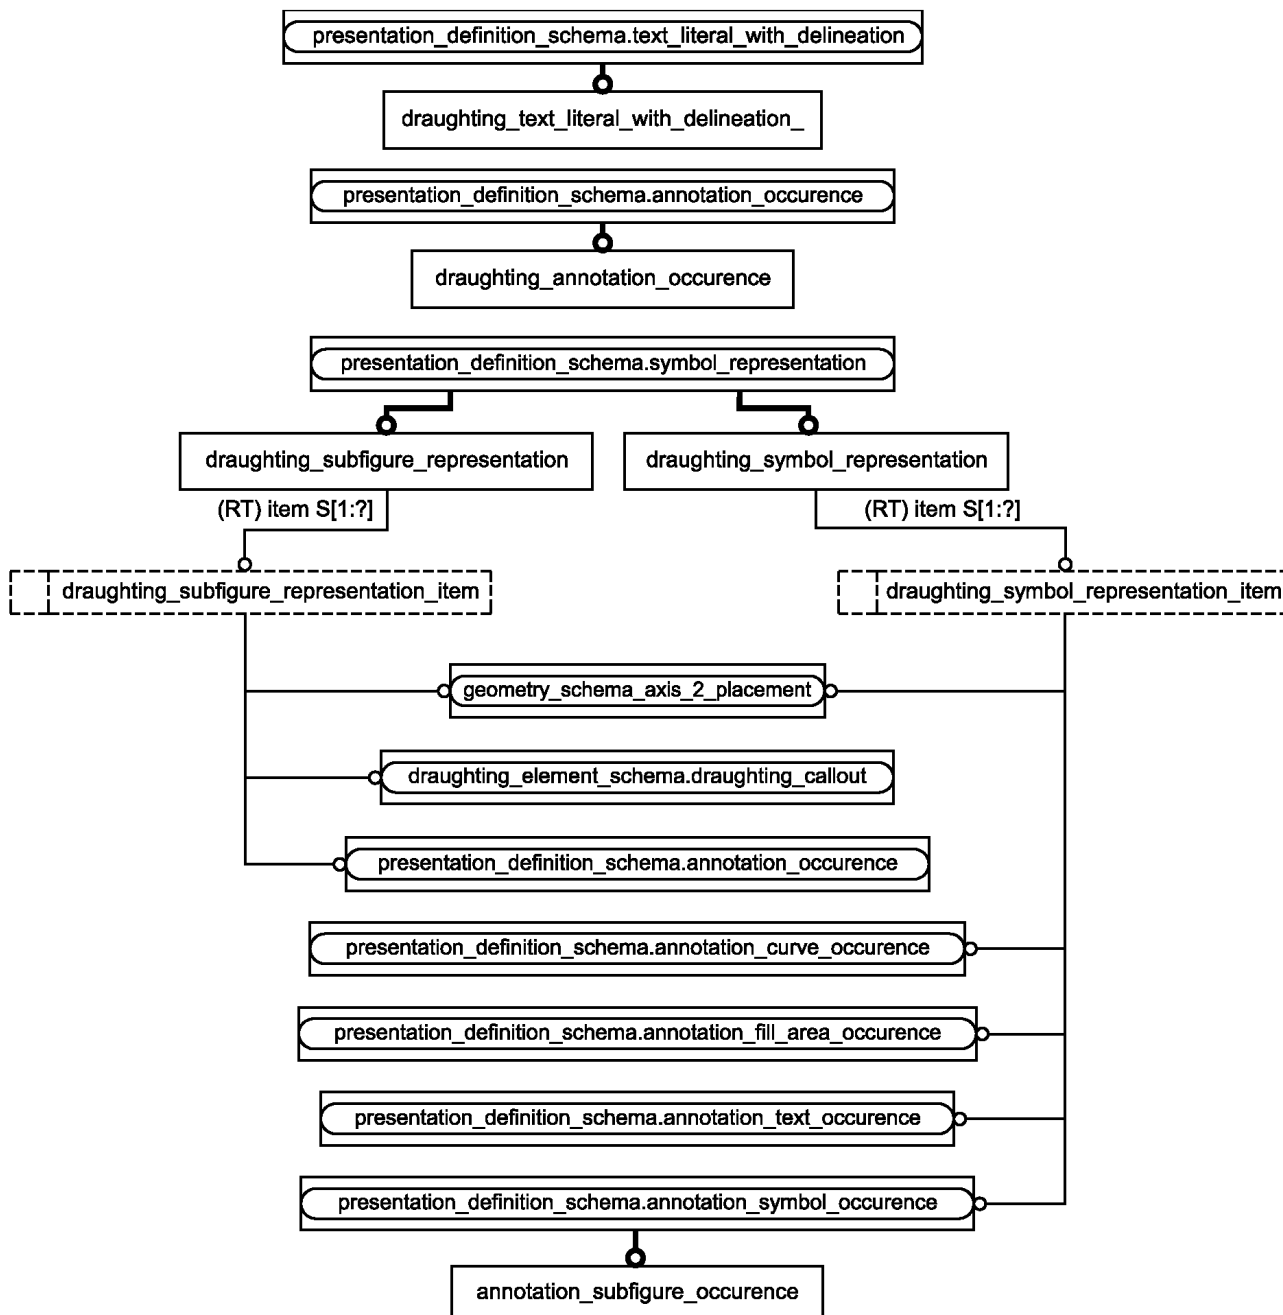 presentation_definition_schema.text_literal_with_delineation
draughting_text_literal_with_delineation_
presentation_definition_schema.annotation_occurence
draughting_annotation_occurence
presentation_definition_schema.symbol_representation
draughting_subfigure_representation
draughting_symbol_representation
(RT) item S[1:?]
(RT) item S[1:?]
draughting_subfigure_representation_item
draughting_symbol_representation_item
geometry_schema_axis_2_placement
draughting_element_schema.draughting_callout
presentation_definition_schema.annotation_occurence
presentation_definition_schema.annotation_curve_occurence
presentation_definition_schema.annotation_fill_area_occurence
presentation_definition_schema.annotation_text_occurence
presentation_definition_schema.annotation_symbol_occurence
annotation_subfigure_occurence